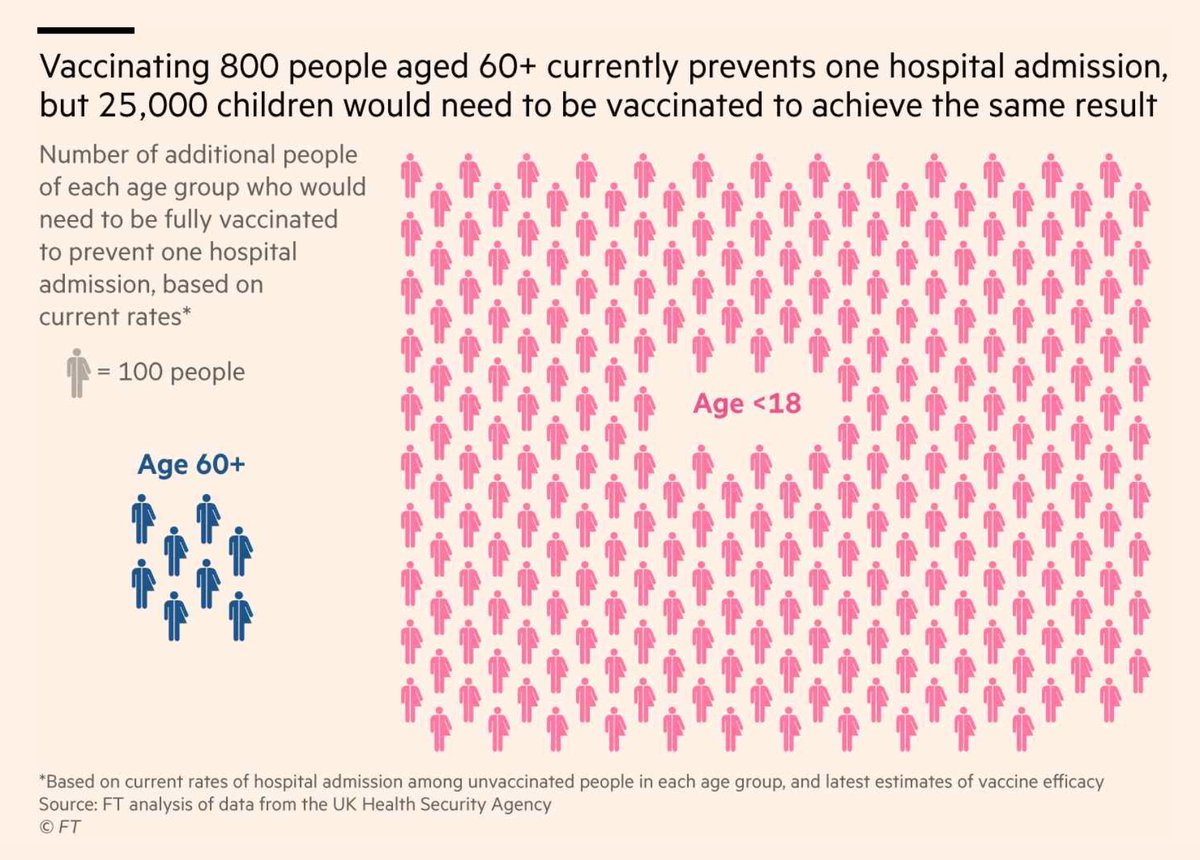 Vaccinating 800 people aged 60+ currently prevents one hospital admission,
but 25,000 children would need to be vaccinated to achieve the same result
Number of additional people
of each age group who would
need to be fully vaccinated
to prevent one hospital
admission, based on
current rates*
= 100 people
Age 60+
Age <18
*Based on current rates of hospital admission among unvaccinated people in each age group, and latest estimates of vaccine efficacy
Source: FT analysis of data from the UK Health Security Agency
© FT